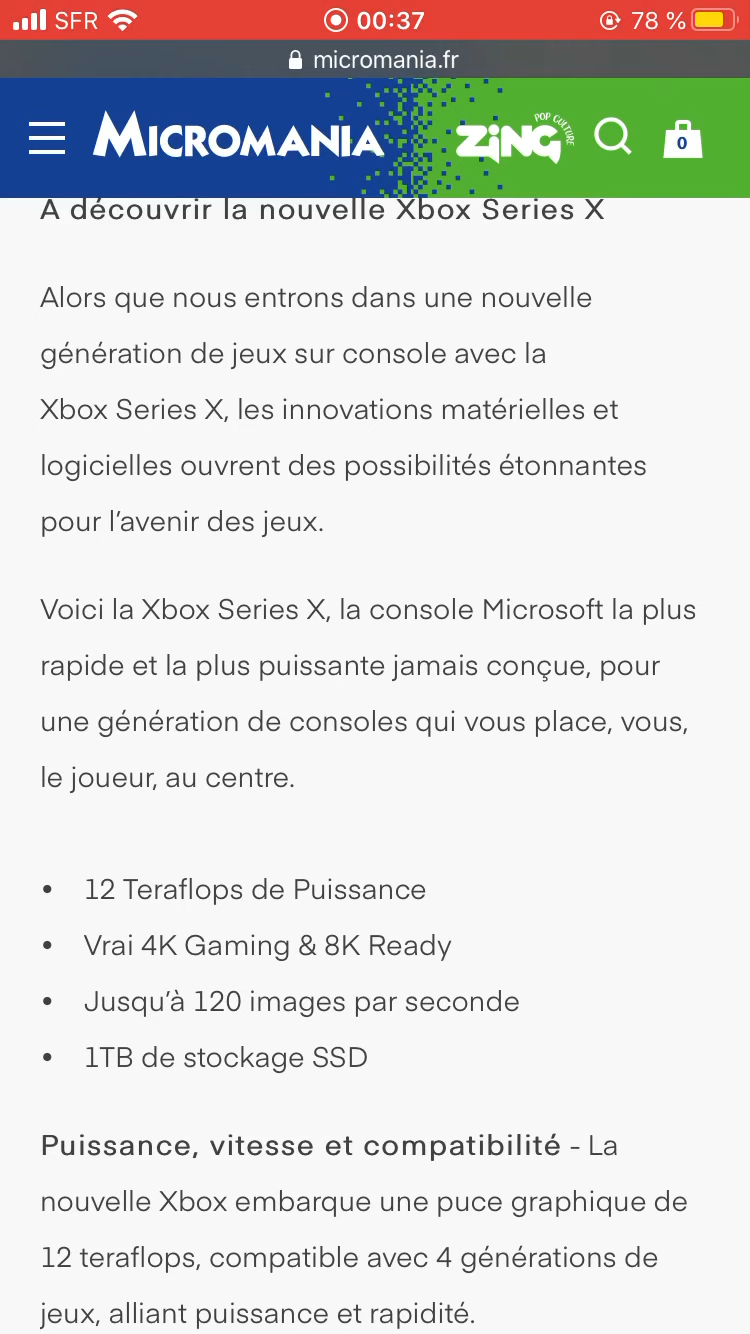 SFR 00:37 78 %
micromania.fr
MICROMANIA ZiNG POP CULTURE 0
A découvrir la nouvelle Xbox Series X
Alors que nous entrons dans une nouvelle
génération de jeux sur console avec la
Xbox Series X, les innovations matérielles et
logicielles ouvrent des possibilités étonnantes
pour l’avenir des jeux.
Voici la Xbox Series X, la console Microsoft la plus
rapide et la plus puissante jamais conçue, pour
une génération de consoles qui vous place, vous,
le joueur, au centre.
• 12 Teraflops de Puissance
• Vrai 4K Gaming & 8K Ready
• Jusqu’à 120 images par seconde
• 1TB de stockage SSD
Puissance, vitesse et compatibilité - La
nouvelle Xbox embarque une puce graphique de
12 teraflops, compatible avec 4 générations de
jeux, alliant puissance et rapidité.